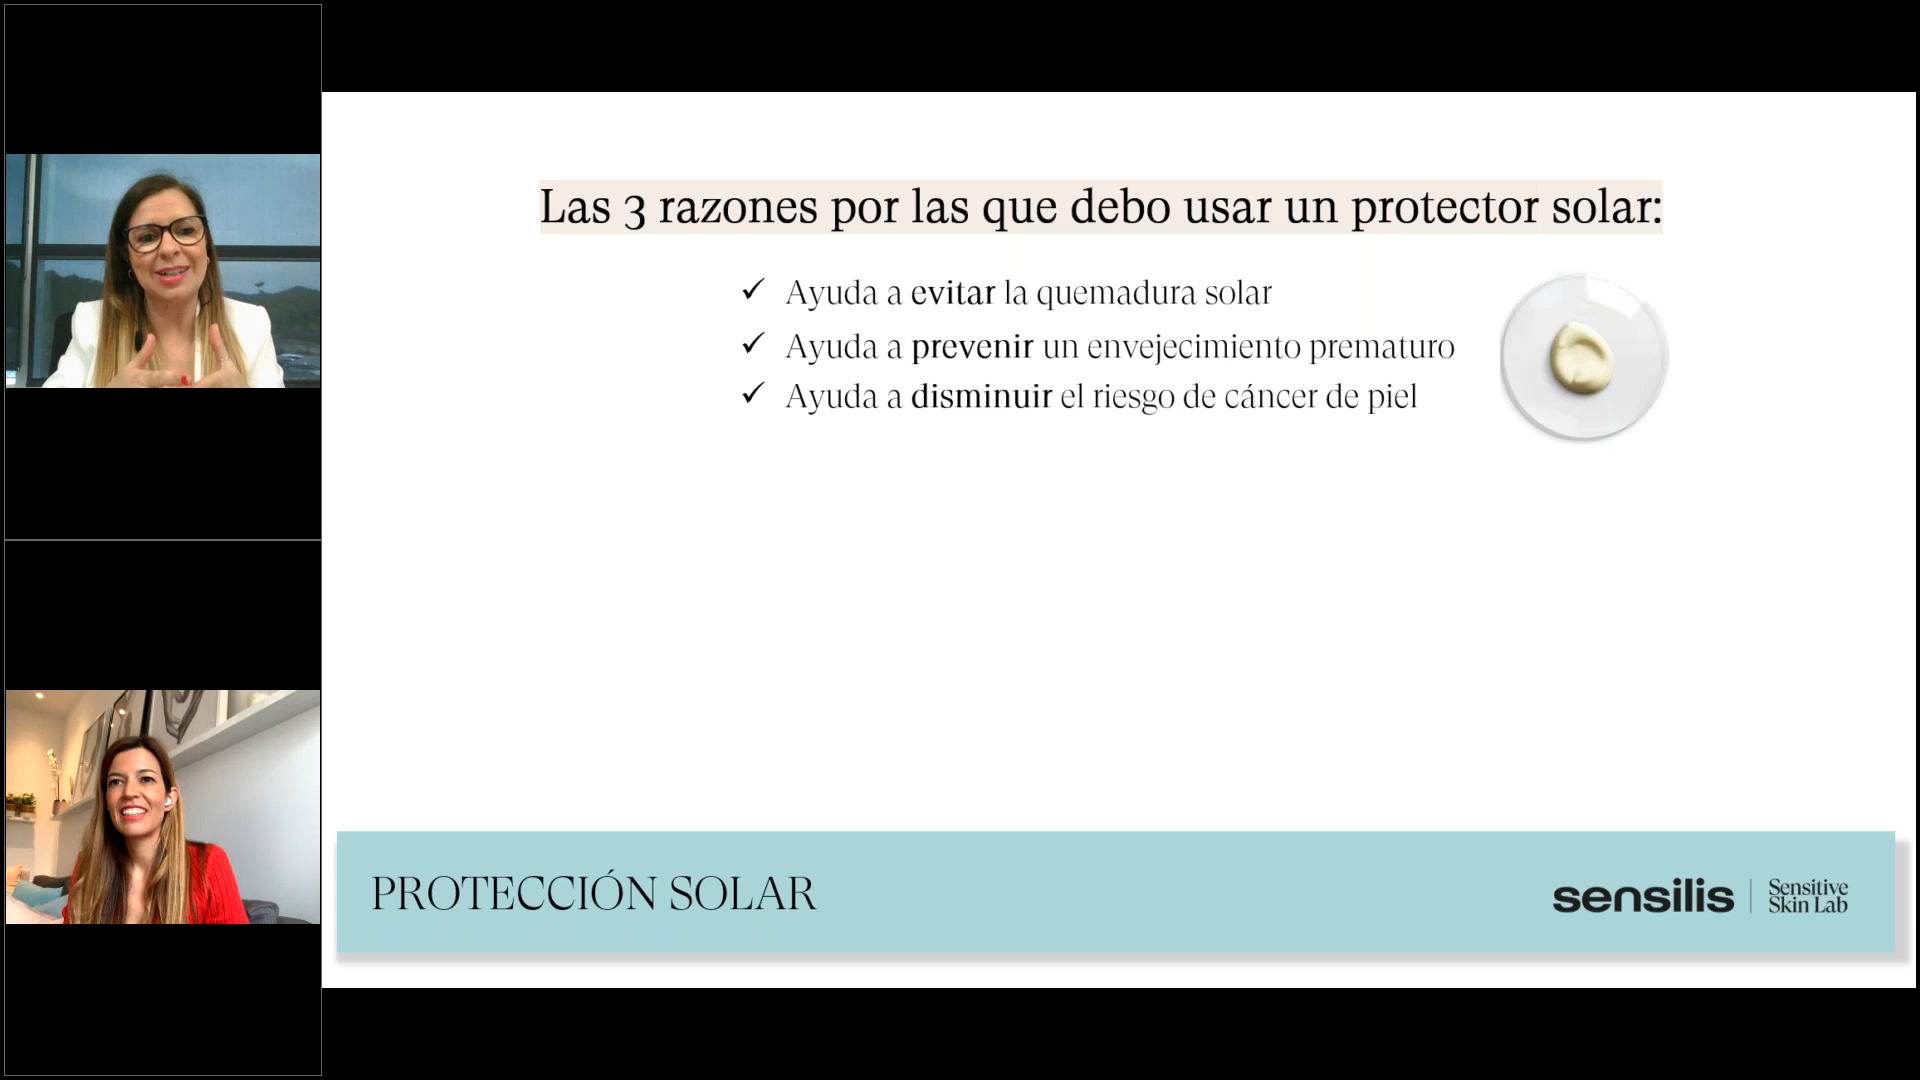 Las 3 razones por las que debo usar un protector solar:
✓ Ayuda a evitar la quemadura solar
✓ Ayuda a prevenir un envejecimiento prematuro
✓ Ayuda a disminuir el riesgo de cáncer de piel
PROTECCIÓN SOLAR
sensilis
Sensitive
Skin Lab